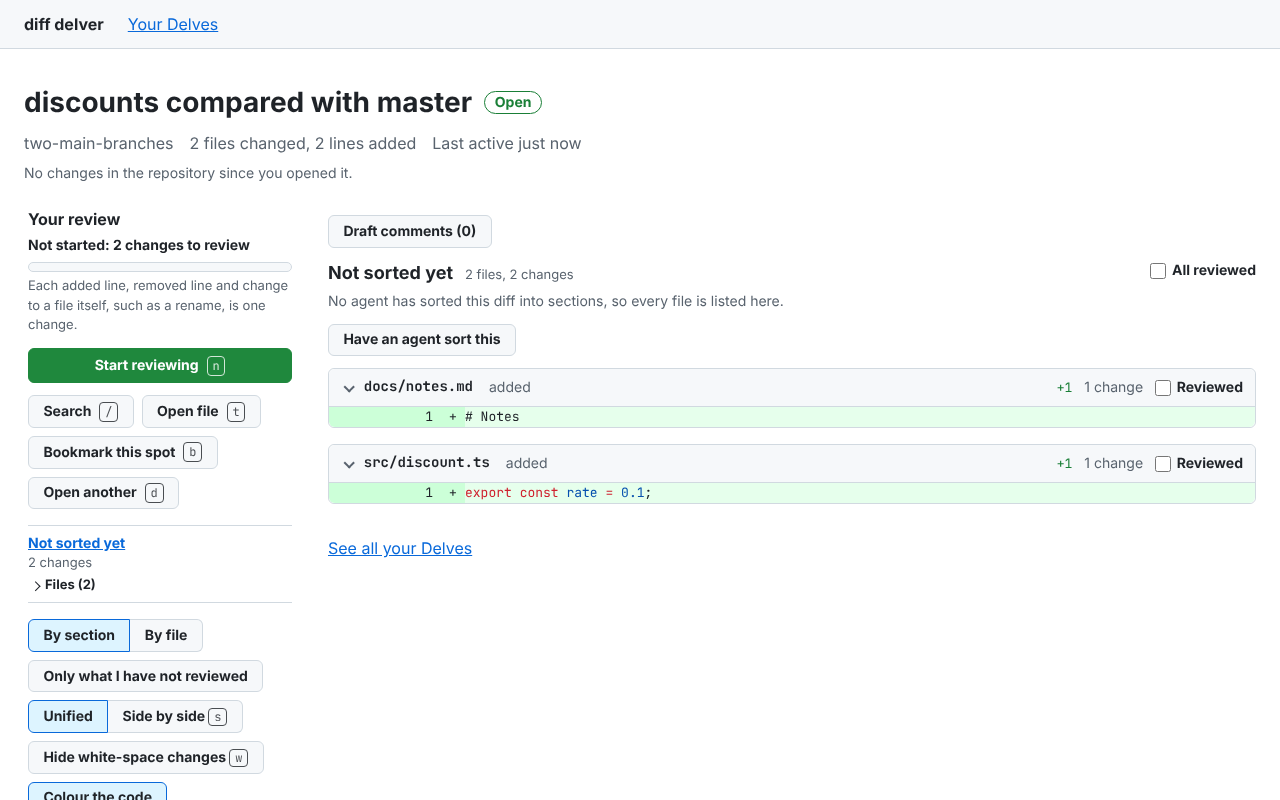 diff delver Your Delves
discounts compared with master Open
two-main-branches 2 files changed, 2 lines added Last active just now
No changes in the repository since you opened it.
Your review
Not started: 2 changes to review
Each added line, removed line and change
to a file itself, such as a rename, is one
change.
Start reviewing n
Search / Open file t
Bookmark this spot b
Open another d
Not sorted yet
2 changes
Files (2)
By section By file
Only what I have not reviewed
Unified Side by side s
Hide white-space changes w
Colour the code
Draft comments (0)
Not sorted yet 2 files, 2 changes All reviewed
No agent has sorted this diff into sections, so every file is listed here.
Have an agent sort this
docs/notes.md added +1 1 change Reviewed
1 + # Notes
src/discount.ts added +1 1 change Reviewed
1 + export const rate = 0.1;
See all your Delves